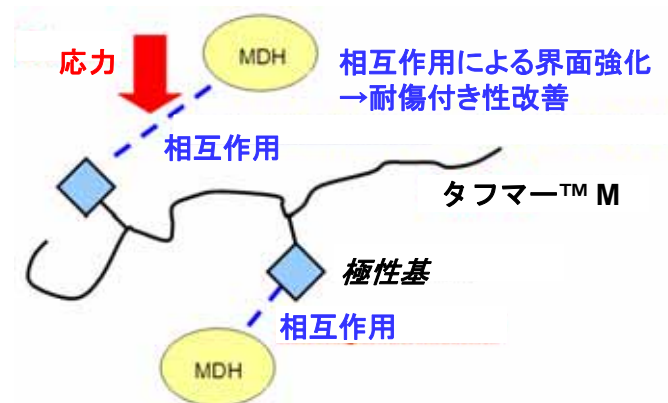 応力
MDH
相互作用による界面強化
→耐傷付き性改善
相互作用
タフマー™ M
極性基
相互作用
MDH